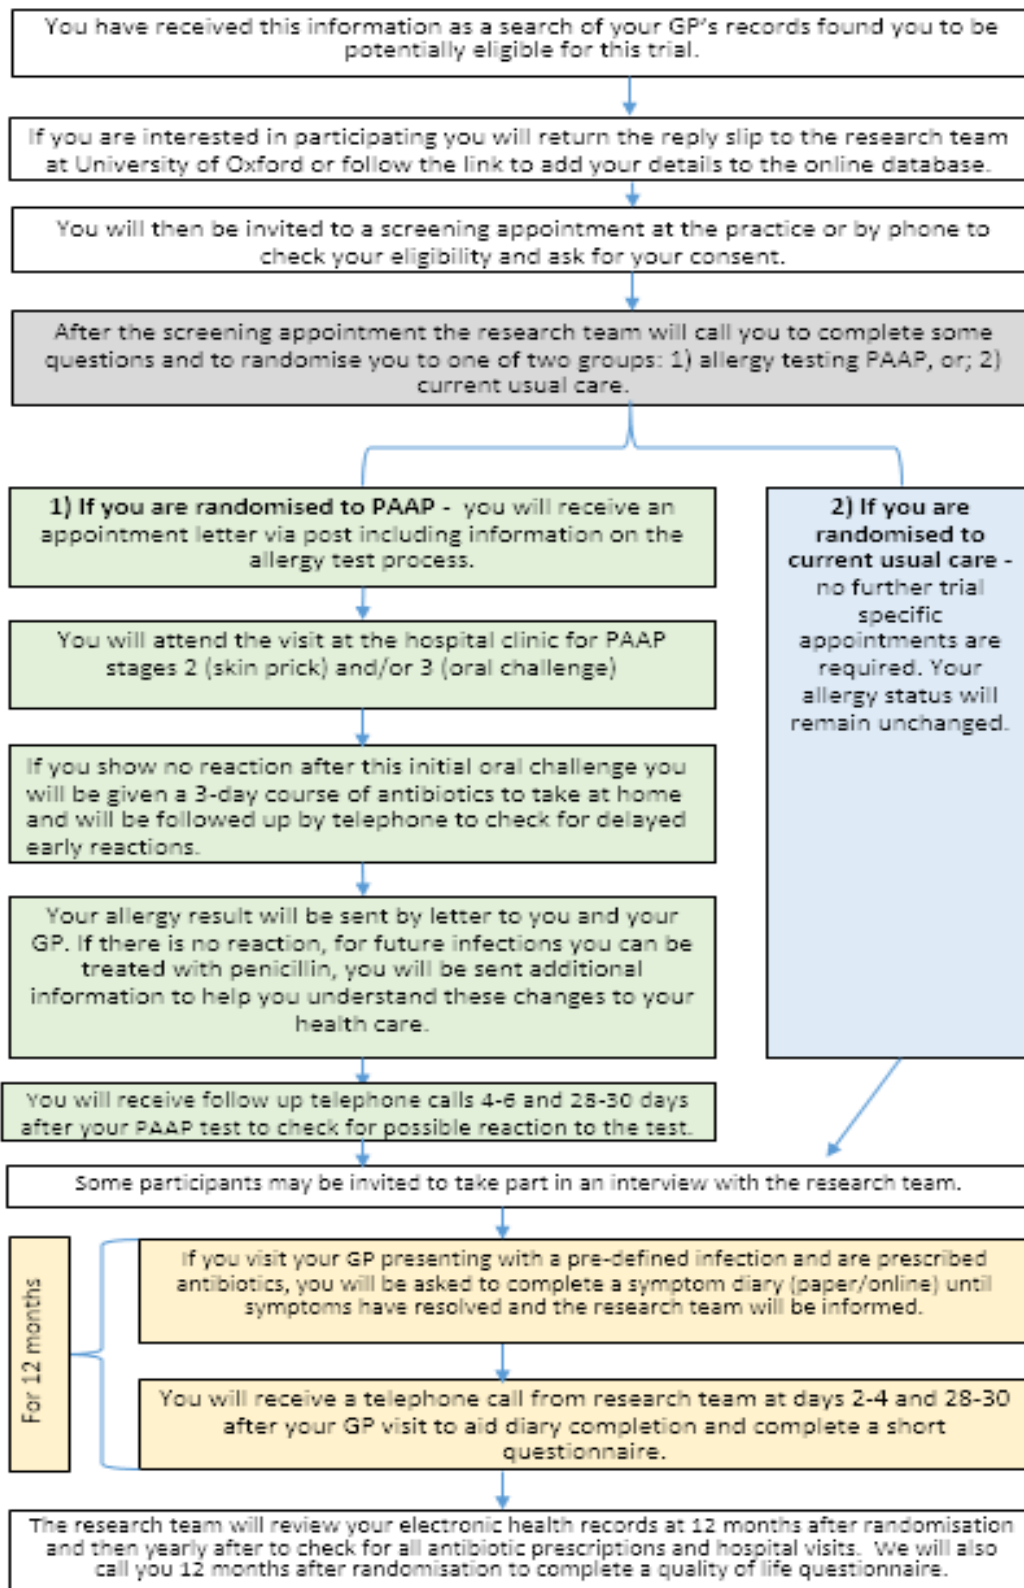 You have received this information as a search of your GP's records found you to be
potentially eligible for this trial.
If you are interested in participating you will return the reply slip to the research team
at University of Oxford or follow the link to add your details to the online database.
You will then be invited to a screening appointment at the practice or by phone to
check your eligibility and ask for your consent.
After the screening appointment the research team will call you to complete some
questions and to randomise you to one of two groups: 1) allergy testing PAAP, or; 2)
current usual care.
1) If you are randomised to PAAP - you will receive an
appointment letter via post including information on the
allergy test process.
You will attend the visit at the hospital clinic for PAAP
stages 2 (skin prick) and/or 3 (oral challenge)
If you show no reaction after this initial oral challenge you
will be given a 3-day course of antibiotics to take at home
and will be followed up by telephone to check for delayed
early reactions.
Your allergy result will be sent by letter to you and your
GP. If there is no reaction, for future infections you can be
treated with penicillin, you will be sent additional
information to help you understand these changes to your
health care.
You will receive follow up telephone calls 4-6 and 28-30 days
after your PAAP test to check for possible reaction to the test.
2) If you are
randomised to
current usual care -
no further trial
specific
appointments are
required. Your
allergy status will
remain unchanged.
Some participants may be invited to take part in an interview with the research team.
For 12 months
If you visit your GP presenting with a pre-defined infection and are prescribed
antibiotics, you will be asked to complete a symptom diary (paper/online) until
symptoms have resolved and the research team will be informed.
You will receive a telephone call from research team at days 2-4 and 28-30
after your GP visit to aid diary completion and complete a short
questionnaire.
The research team will review your electronic health records at 12 months after randomisation
and then yearly after to check for all antibiotic prescriptions and hospital visits. We will also
call you 12 months after randomisation to complete a quality of life questionnaire.